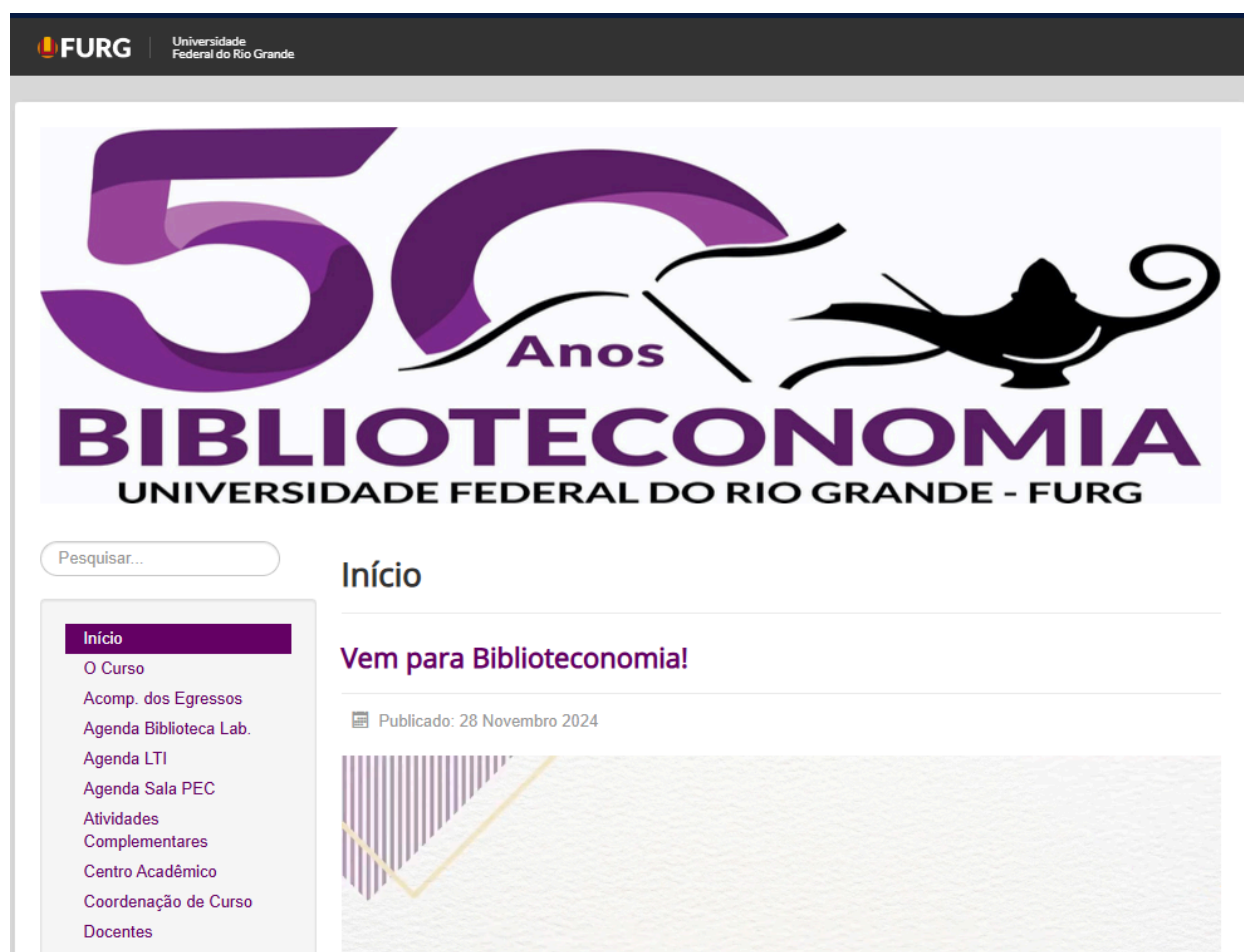 FURG
Universidade
Federal do Rio Grande
50
Anos
BIBLIOTECONOMIA
UNIVERSIDADE FEDERAL DO RIO GRANDE - FURG
Pesquisar...
Início
O Curso
Acomp. dos Egressos
Agenda Biblioteca Lab.
Agenda LTI
Agenda Sala PEC
Atividades
Complementares
Centro Acadêmico
Coordenação de Curso
Docentes
Início
Vem para Biblioteconomia!
Publicado: 28 Novembro 2024